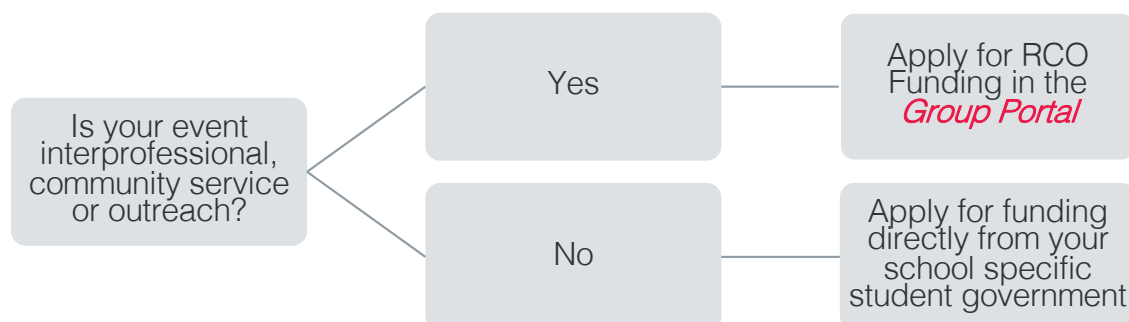 Is your event
interprofessional,
community service
or outreach?
Yes
Apply for RCO
Funding in the
Group Portal
No
Apply for funding
directly from your
school specific
student government